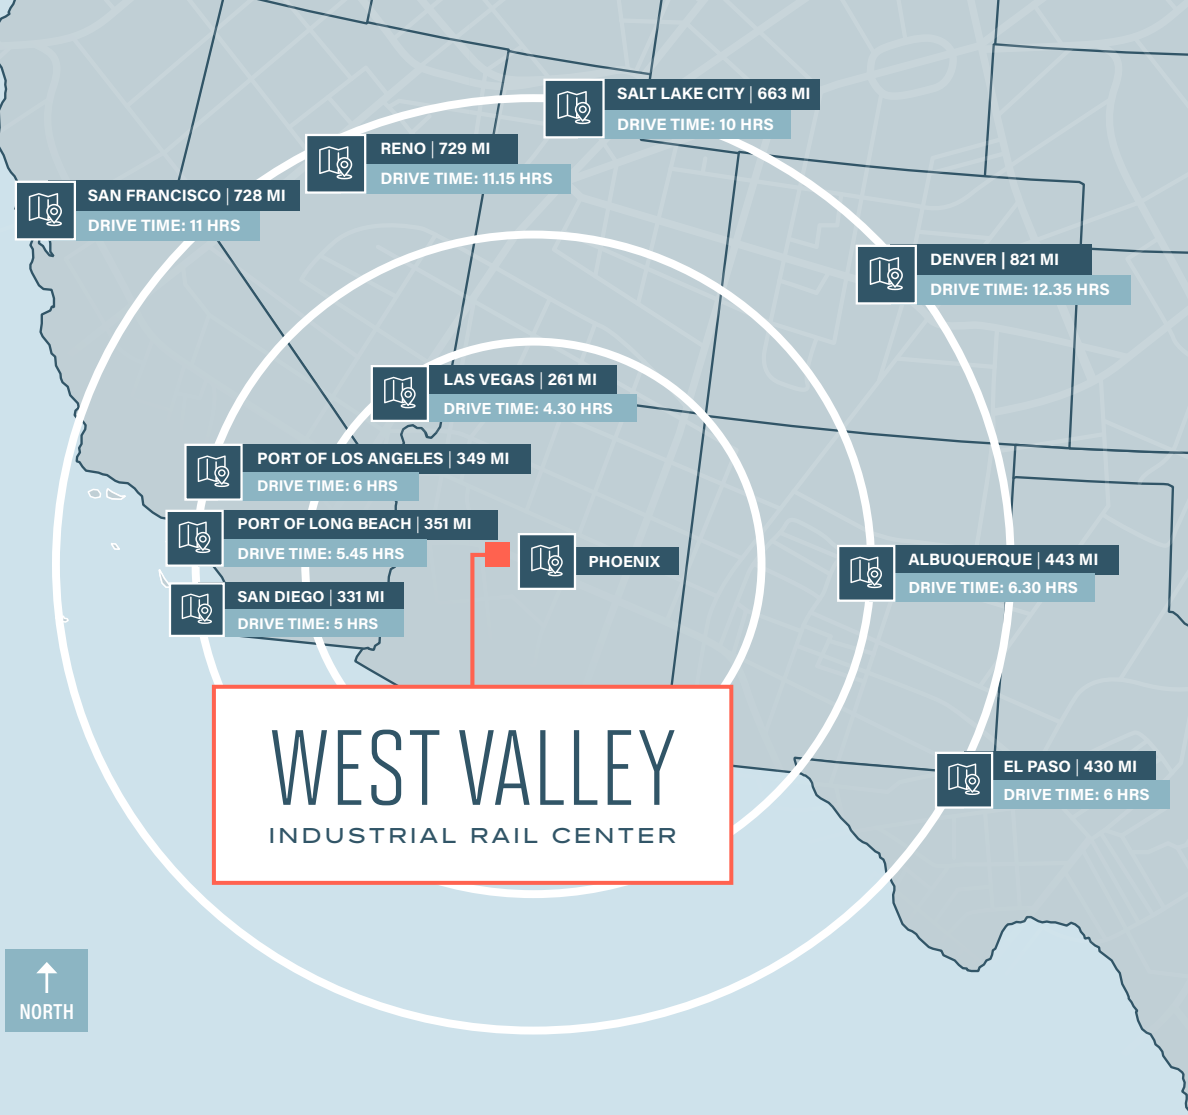 SALT LAKE CITY | 663 MI
DRIVE TIME: 10 HRS
RENO | 729 MI
DRIVE TIME: 11.15 HRS
SAN FRANCISCO | 728 MI
DRIVE TIME: 11 HRS
DENVER | 821 MI
DRIVE TIME: 12.35 HRS
LAS VEGAS | 261 MI
DRIVE TIME: 4.30 HRS
PORT OF LOS ANGELES | 349 MI
DRIVE TIME: 6 HRS
PORT OF LONG BEACH | 351 MI
DRIVE TIME: 5.45 HRS
PHOENIX
ALBUQUERQUE | 443 MI
DRIVE TIME: 6.30 HRS
SAN DIEGO | 331 MI
DRIVE TIME: 5 HRS
WEST VALLEY
INDUSTRIAL RAIL CENTER
EL PASO | 430 MI
DRIVE TIME: 6 HRS
NORTH